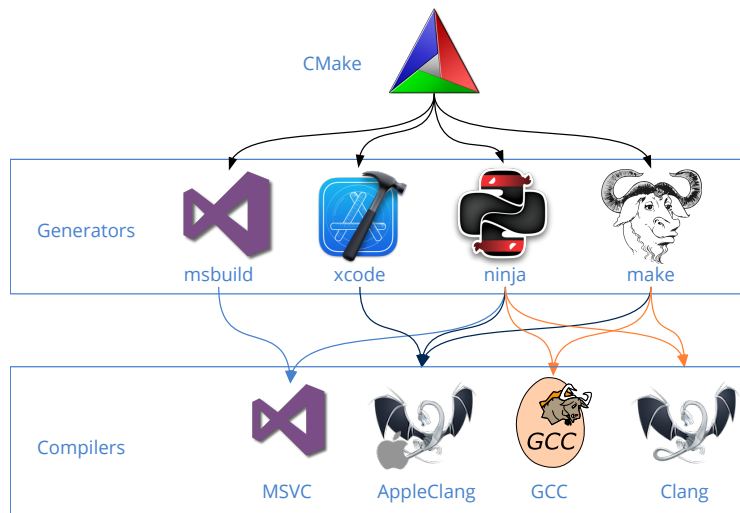 CMake
Generators
msbuild
xcode
ninja
make
Compilers
GCC
MSVC
AppleClang
GCC
Clang